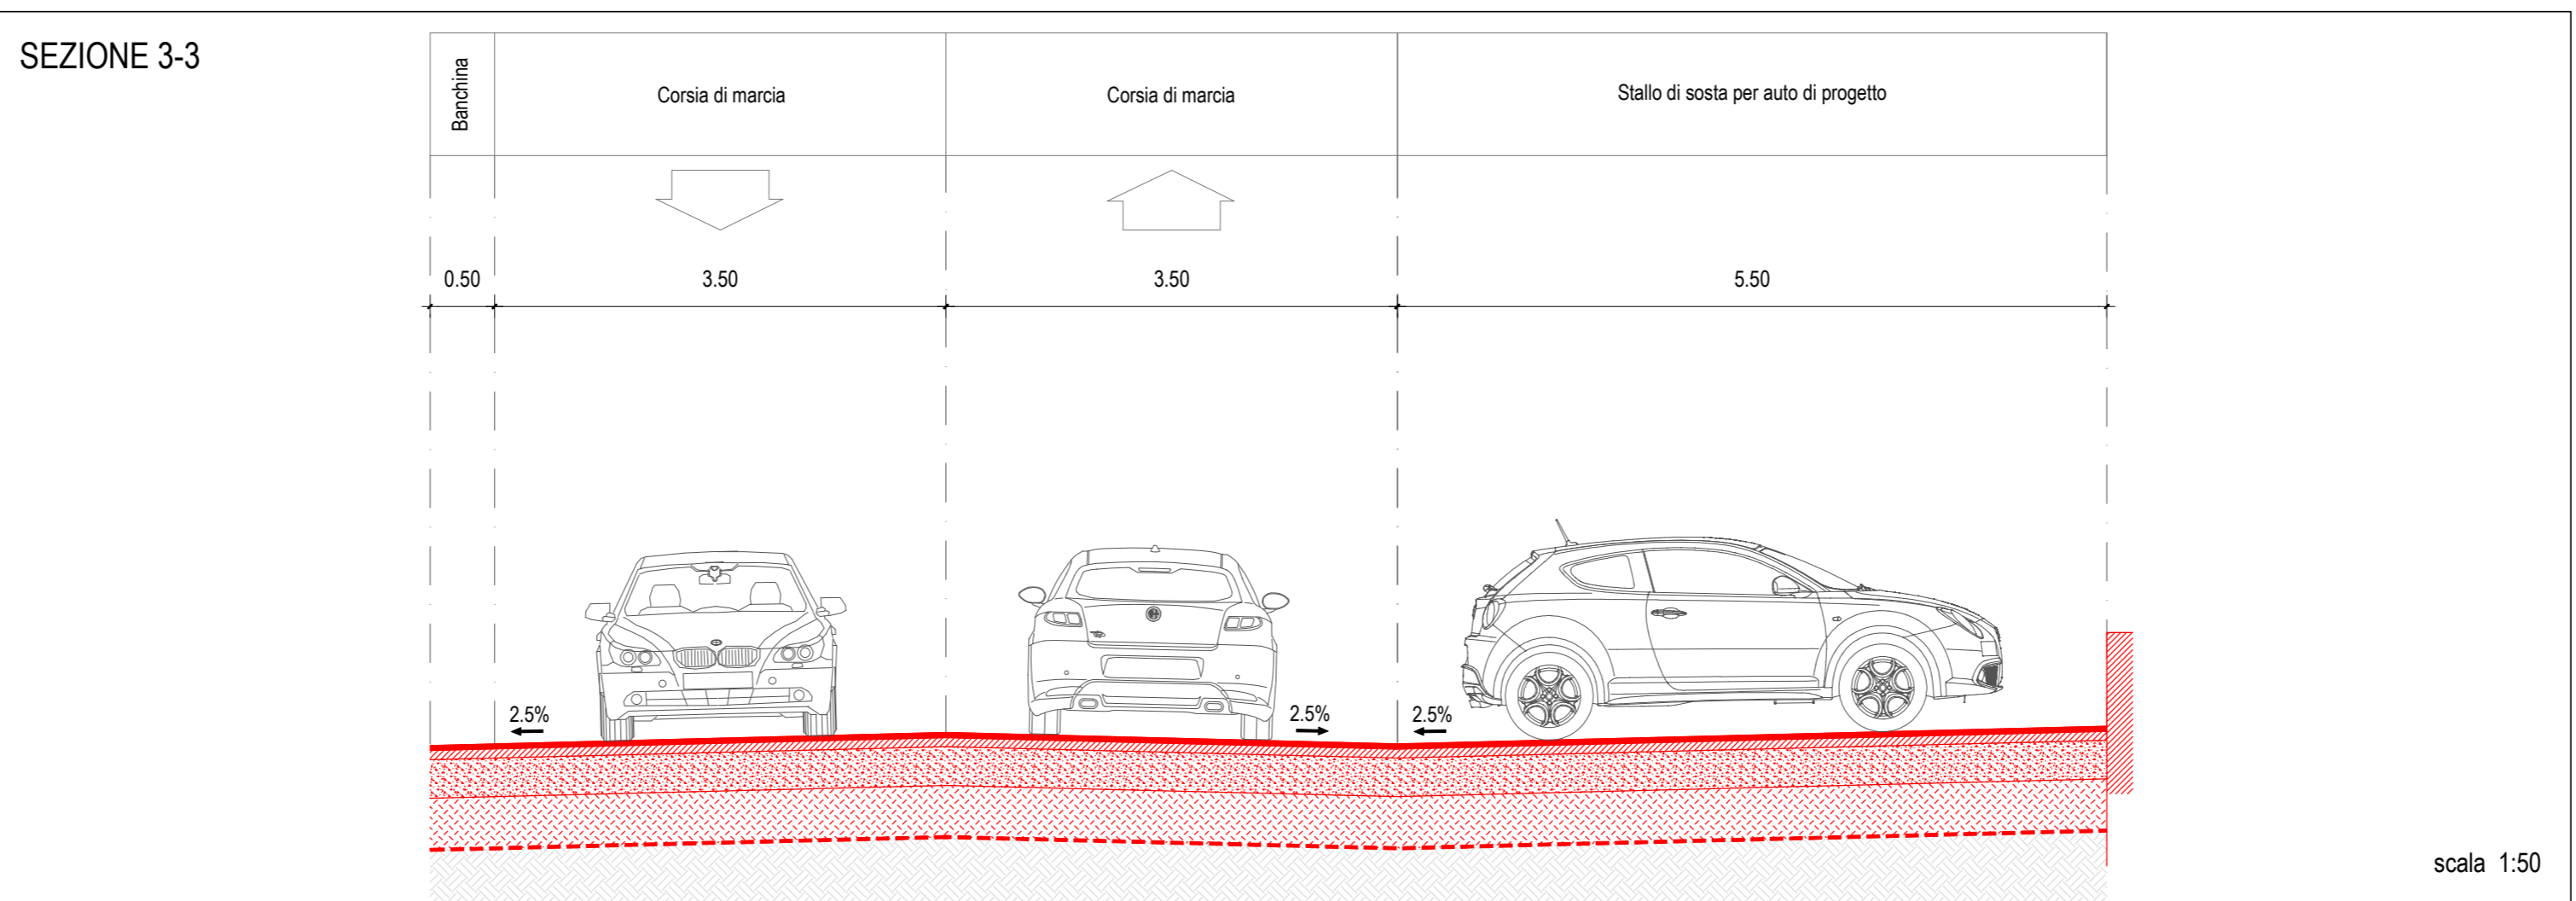 SEZIONE 3-3
Banchina
Corsia di marcia
Corsia di marcia
Stallo di sosta per auto di progetto
0.50
3.50
3.50
5.50
2.5%
2.5%
2.5%
scala 1:50